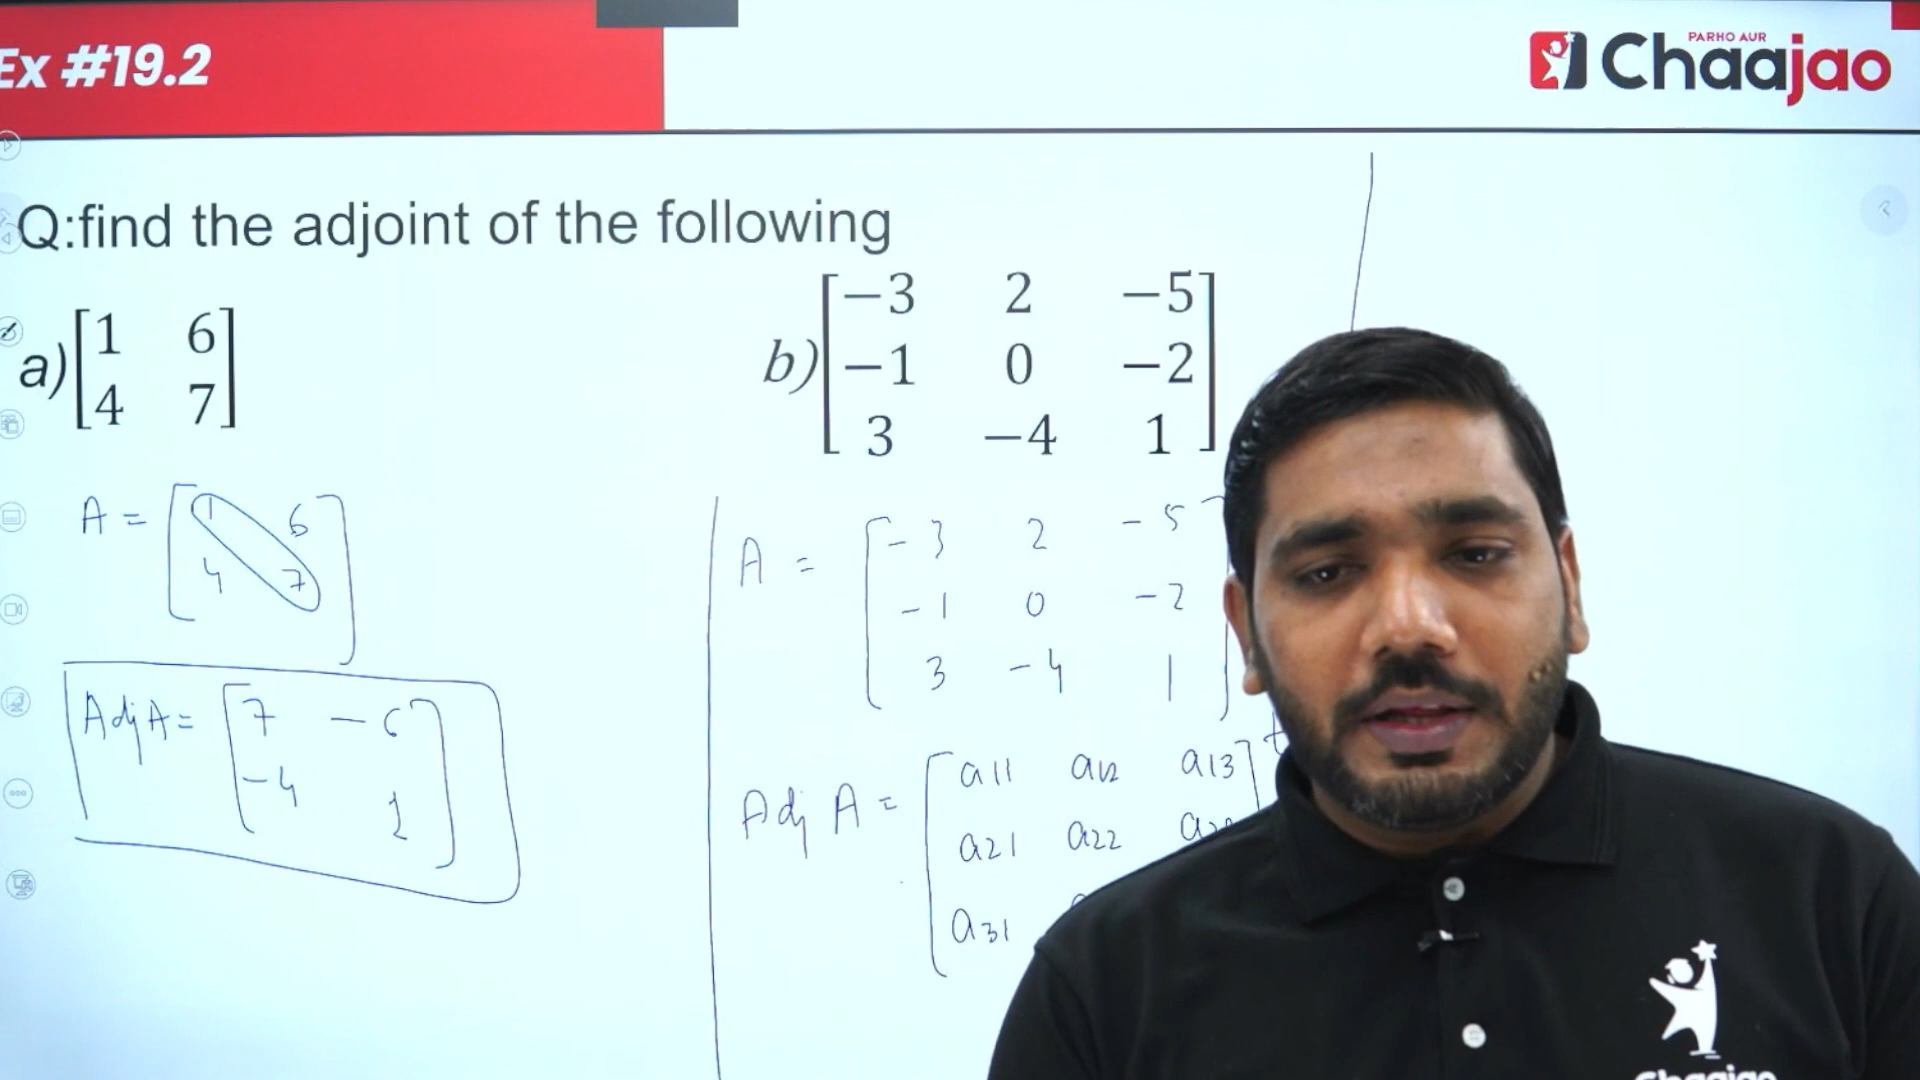 Ex #19.2
PARHO AUR
Chaajao
Q:find the adjoint of the following
a) [1 6
4 7]
b) [−3 2 −5
−1 0 −2
3 −4 1]
A = [1 6
4 7]
Adj A = [7 −6
−4 1]
A = [−3 2 −5
−1 0 −2
3 −4 1]
Adj A = [a11 a12 a13] t
a21 a22
a31